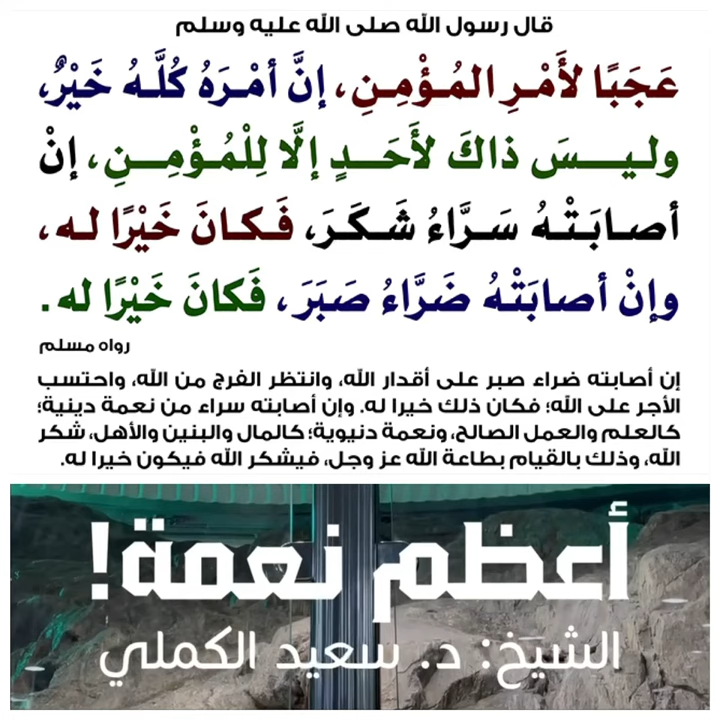 قال رسول الله صلى الله عليه وسلم
عَجَبًا لأَمْرِ المُؤْمِنِ، إنَّ أمْرَهُ كُلَّهُ خَيْرٌ،
وليسَ ذاكَ لأَحَدٍ إلَّا لِلْمُؤْمِنِ، إنْ
أصابَتْهُ سَرَّاءُ شَكَرَ، فَكانَ خَيْرًا له،
وإنْ أصابَتْهُ ضَرَّاءُ صَبَرَ، فَكانَ خَيْرًا له.
رواه مسلم
إن أصابته ضراء صبر على أقدار الله، وانتظر الفرج من الله، واحتسب
الأجر على الله؛ فكان ذلك خيرا له. وإن أصابته سراء من نعمة دينية؛
كالعلم والعمل الصالح، ونعمة دنيوية؛ كالمال والبنين والأهل، شكر
الله، وذلك بالقيام بطاعة الله عز وجل، فيشكر الله فيكون خيرا له.
أعظم نعمة!
الشيخ: د. سعيد الكملي